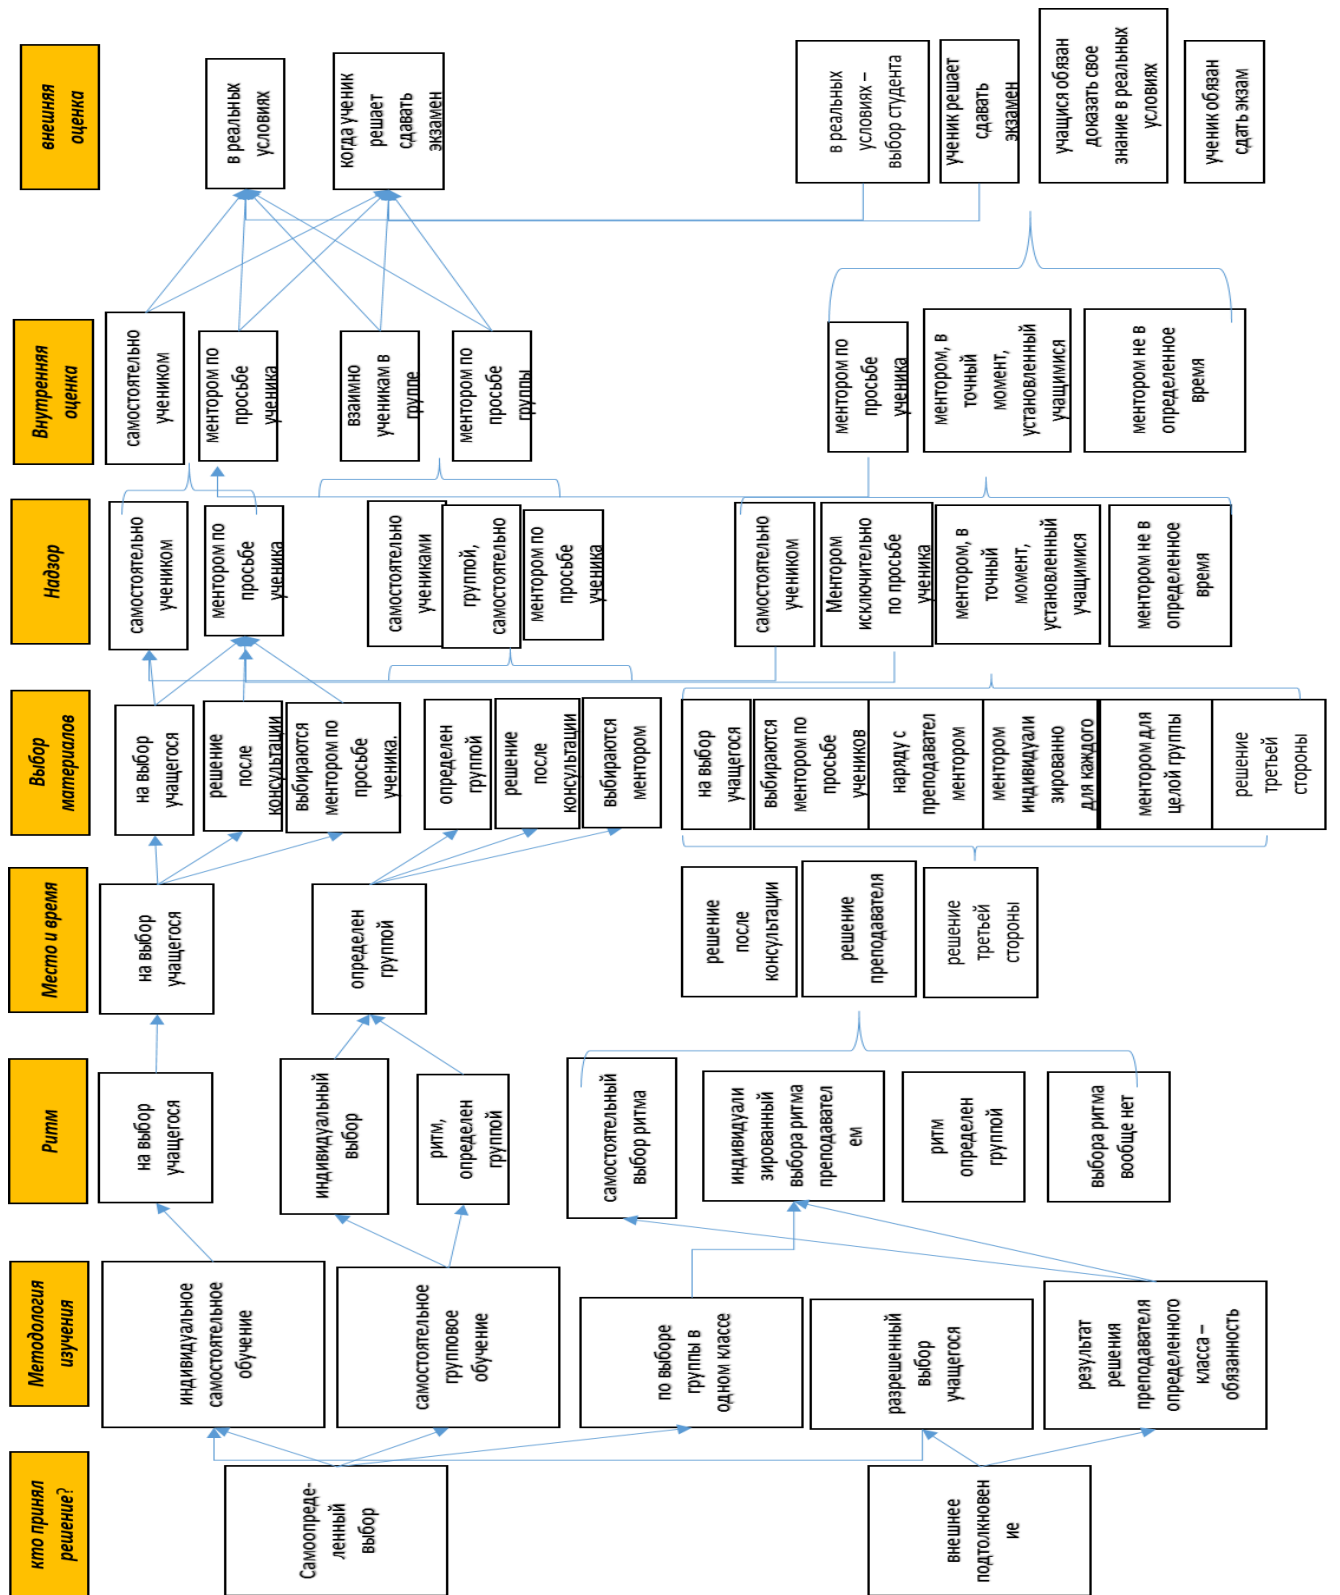 кто принял
решение?
Самоопреде-
ленный
выбор
внешнее
подтолкновен
ие
Методология
изучения
индивидуальное
самостоятельное
обучение
самостоятельное
групповое
обучение
по выборе
группы в
одном классе
разрешенный
выбор
учащегося
результат
решения
преподавателя
определенного
класса –
обязанность
Ритм
на выбор
учащегося
индивидуальный
выбор
ритм,
определен
группой
самостоятельный
выбор ритма
индивидуали
зированный
выбора ритма
преподавател
ем
ритм
определен
группой
выбора ритма
вообще нет
Место и время
на выбор
учащегося
определен
группой
решение
после
консультации
решение
преподавателя
решение
третьей
стороны
Выбор
материалов
на выбор
учащегося
решение
после
консультации
выбираются
ментором по
просьбе
ученика.
определен
группой
решение
после
консультации
выбираются
ментором
на выбор
учащегося
выбираются
ментором по
просьбе
учеников
наряду с
преподавател
ментором
ментором
индивидуали
зированно
для каждого
ментором для
целой группы
решение
третьей
стороны
Надзор
самостоятельно
учеником
ментором по
просьбе
ученика
самостоятельно
учениками
группой,
самостоятельно
ментором по
просьбе
ученика
самостоятельно
учеником
Ментором
исключительно
по просьбе
ученика
ментором, в
точный
момент,
установленный
учащимися
ментором не в
определенное
время
Внутренняя
оценка
самостоятельно
учеником
ментором по
просьбе
ученика
взаимно
ученикам в
группе
ментором по
просьбе
группы
ментором по
просьбе
ученика
ментором, в
точный
момент,
установленный
учащимися
ментором не в
определенное
время
внешняя
оценка
в реальных
условиях
когда ученик
решает
сдавать
экзамен
в реальных
условиях –
выбор студента
ученик решает
сдавать
экзамен
учащися обязан
доказать свое
знание в реальных
условиях
ученик обязан
сдать экзам